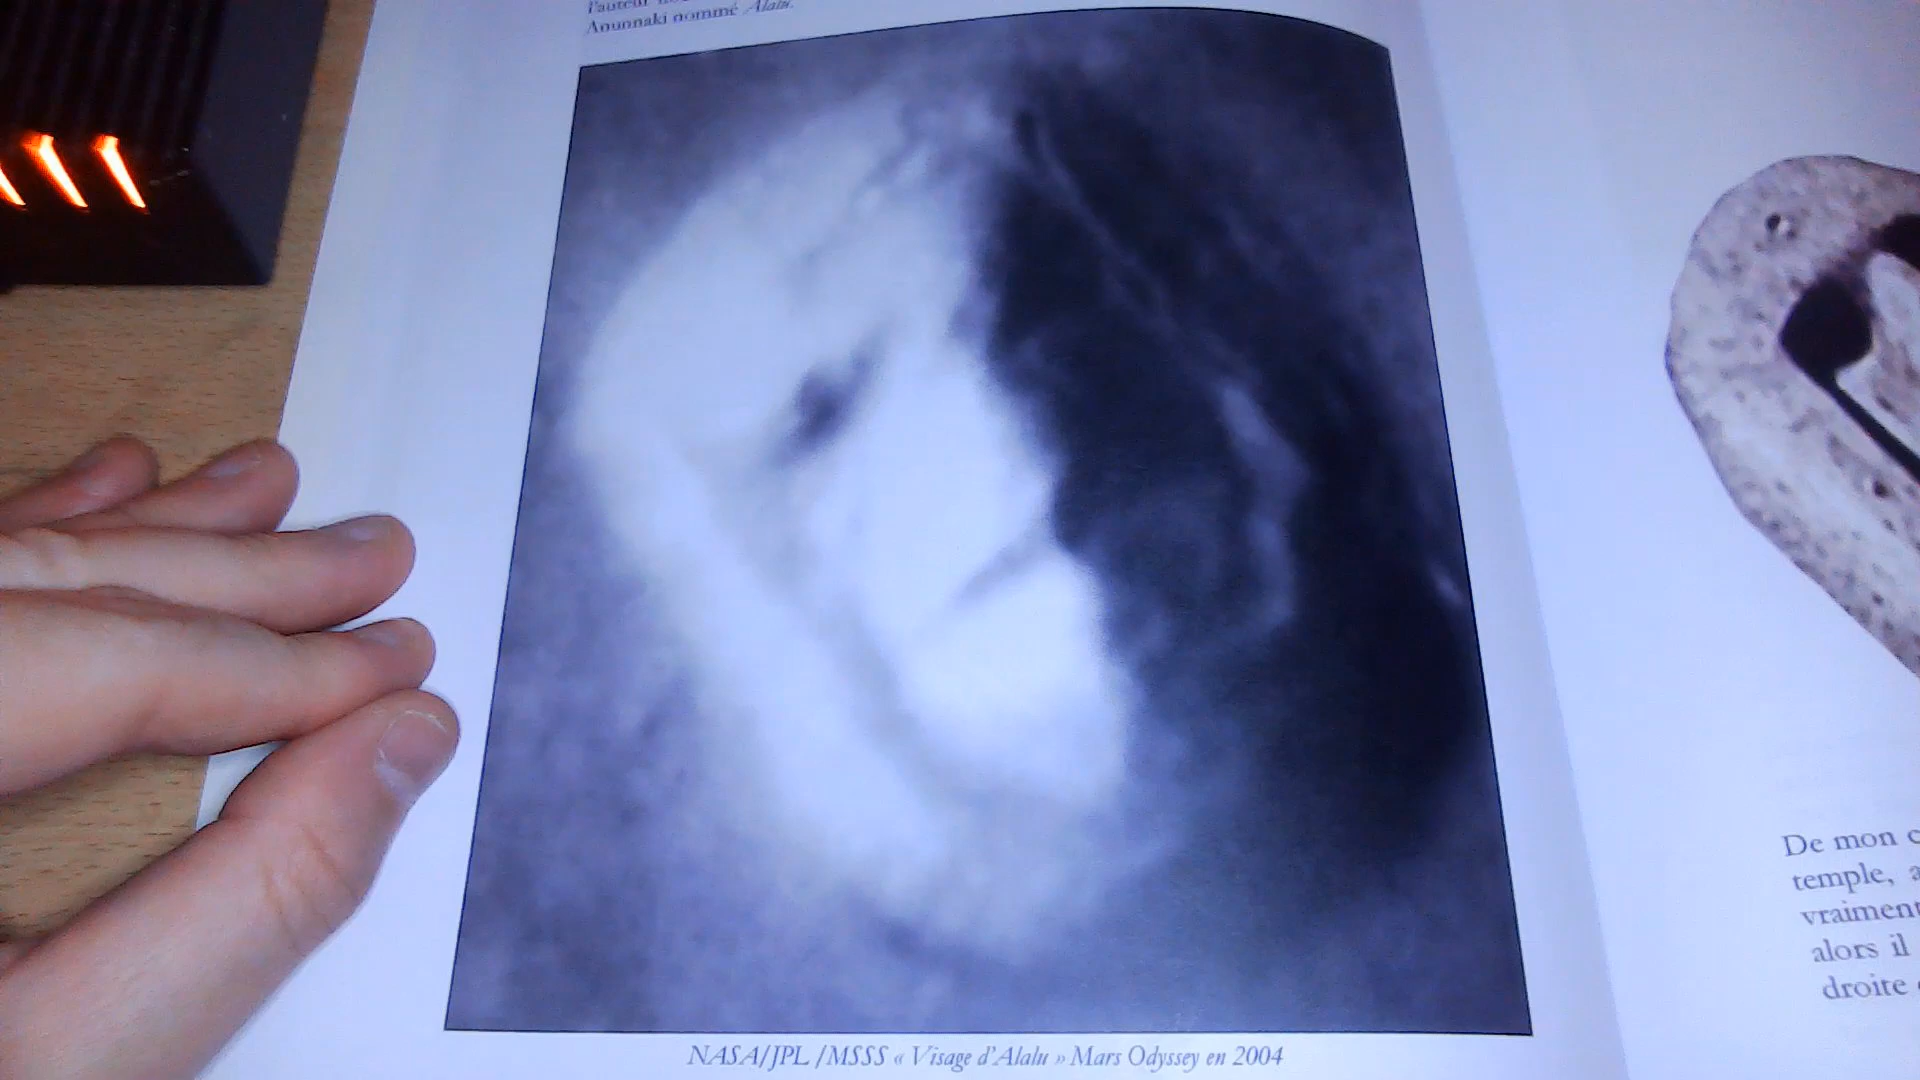 l'auteur
Anunnaki nommé Alalu.
NASA/JPL /MSSS « Visage d'Alalu » Mars Odyssey en 2004
De mon
temple,
vraiment
alors il
droite